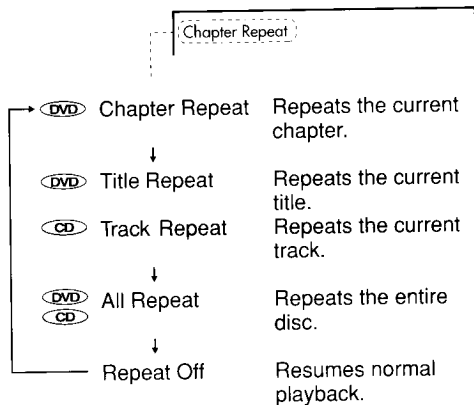 Chapter Repeat
DVD Chapter Repeat Repeats the current
chapter.
DVD Title Repeat Repeats the current
title.
CD Track Repeat Repeats the current
track.
DVD All Repeat Repeats the entire
CD disc.
Repeat Off Resumes normal
playback.